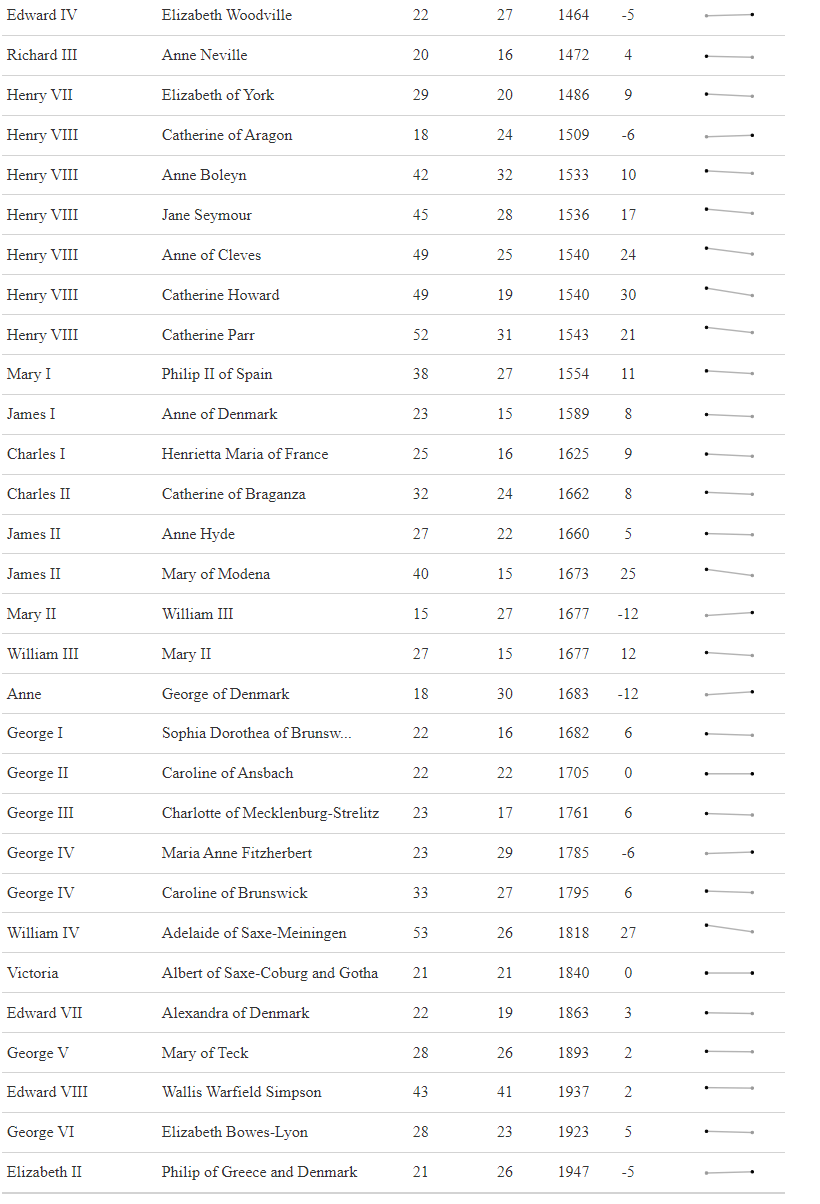 Edward IV Elizabeth Woodville 22 27 1464 -5
Richard III Anne Neville 20 16 1472 4
Henry VII Elizabeth of York 29 20 1486 9
Henry VIII Catherine of Aragon 18 24 1509 -6
Henry VIII Anne Boleyn 42 32 1533 10
Henry VIII Jane Seymour 45 28 1536 17
Henry VIII Anne of Cleves 49 25 1540 24
Henry VIII Catherine Howard 49 19 1540 30
Henry VIII Catherine Parr 52 31 1543 21
Mary I Philip II of Spain 38 27 1554 11
James I Anne of Denmark 23 15 1589 8
Charles I Henrietta Maria of France 25 16 1625 9
Charles II Catherine of Braganza 32 24 1662 8
James II Anne Hyde 27 22 1660 5
James II Mary of Modena 40 15 1673 25
Mary II William III 15 27 1677 -12
William III Mary II 27 15 1677 12
Anne George of Denmark 18 30 1683 -12
George I Sophia Dorothea of Brunsw... 22 16 1682 6
George II Caroline of Ansbach 22 22 1705 0
George III Charlotte of Mecklenburg-Strelitz 23 17 1761 6
George IV Maria Anne Fitzherbert 23 29 1785 -6
George IV Caroline of Brunswick 33 27 1795 6
William IV Adelaide of Saxe-Meiningen 53 26 1818 27
Victoria Albert of Saxe-Coburg and Gotha 21 21 1840 0
Edward VII Alexandra of Denmark 22 19 1863 3
George V Mary of Teck 28 26 1893 2
Edward VIII Wallis Warfield Simpson 43 41 1937 2
George VI Elizabeth Bowes-Lyon 28 23 1923 5
Elizabeth II Philip of Greece and Denmark 21 26 1947 -5